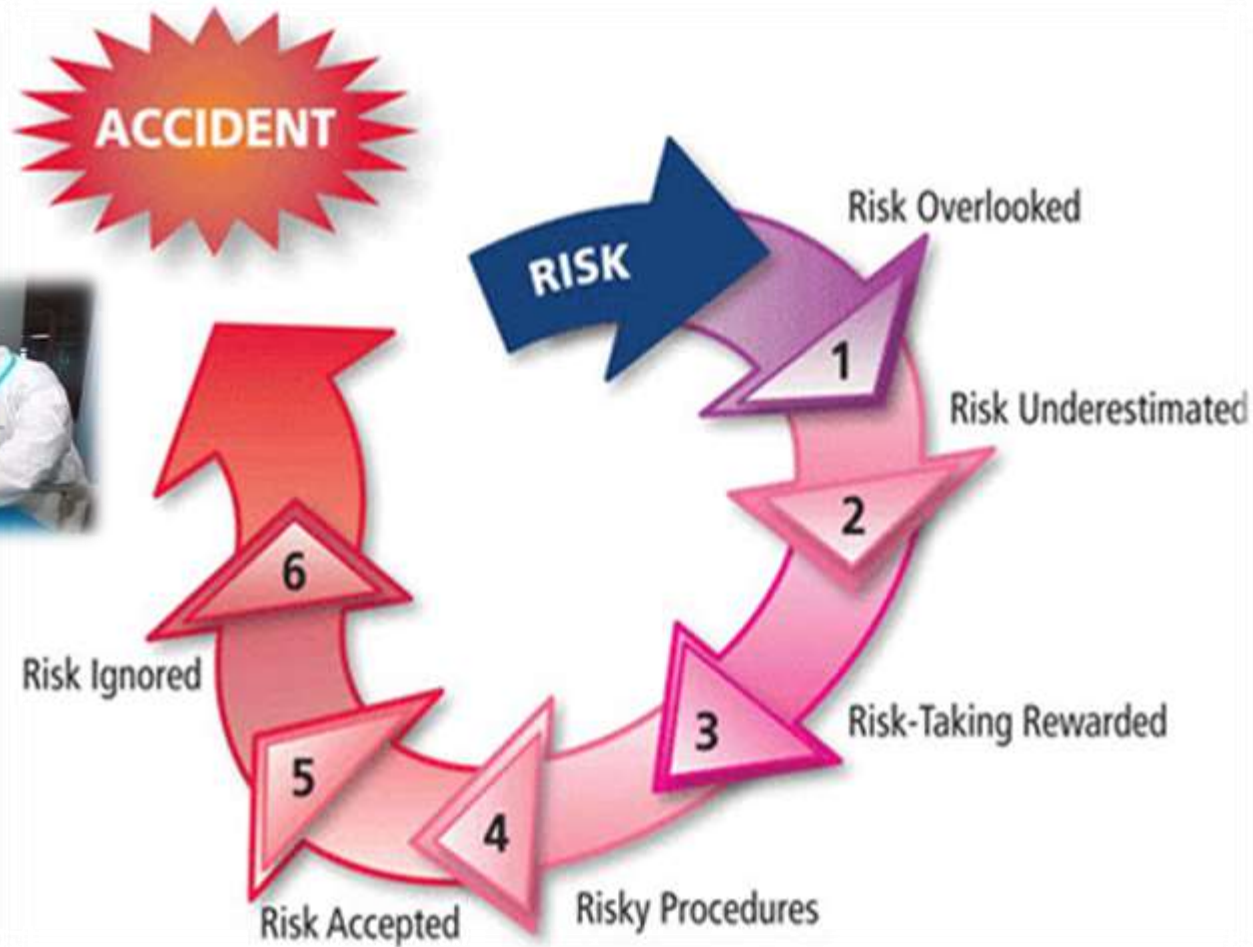 ACCIDENT
RISK
Risk Overlooked
1
Risk Underestimated
2
Risk-Taking Rewarded
3
Risky Procedures
4
Risk Accepted
5
Risk Ignored
6